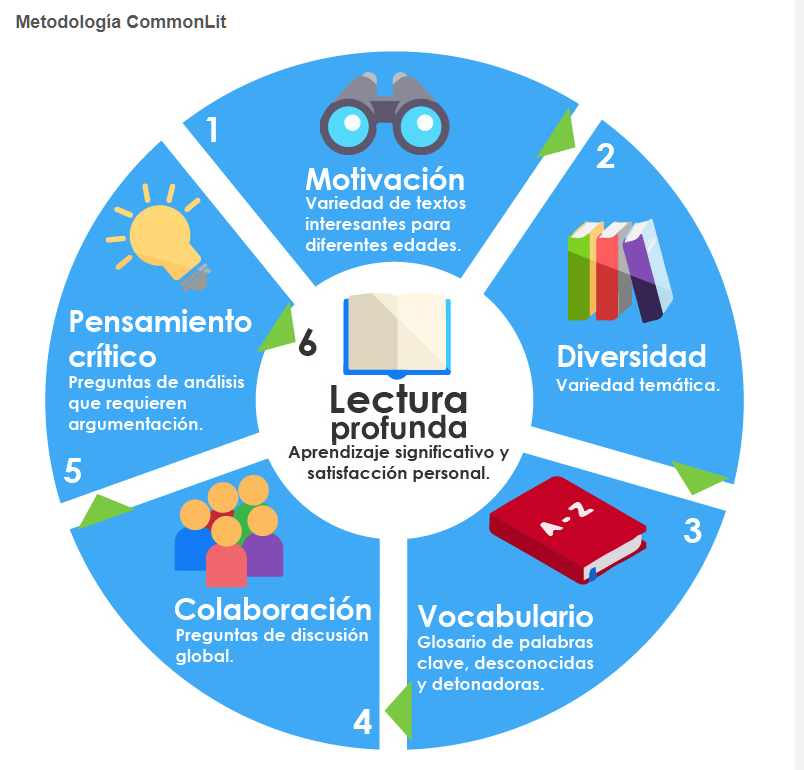 Metodología CommonLit
1
Motivación
Variedad de textos
interesantes para
diferentes edades.
2
Diversidad
Variedad temática.
3
A-Z
Vocabulario
Glosario de palabras
clave, desconocidas
y detonadoras.
4
Colaboración
Preguntas de discusión
global.
5
Pensamiento
crítico
Preguntas de análisis
que requieren
argumentación.
6
Lectura
profunda
Aprendizaje significativo y
satisfacción personal.